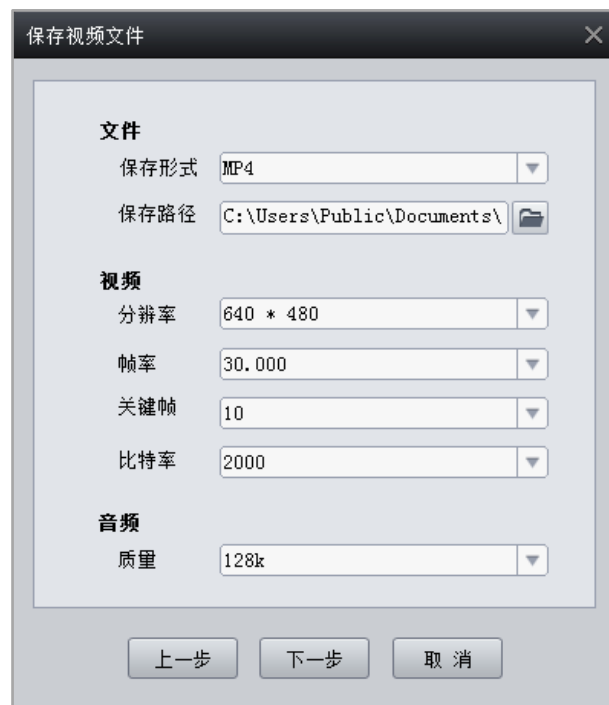 保存视频文件
文件
保存形式 MP4
保存路径 C:\Users\Public\Documents\
视频
分辨率 640 * 480
帧率 30.000
关键帧 10
比特率 2000
音频
质量 128k
上一步 下一步 取 消